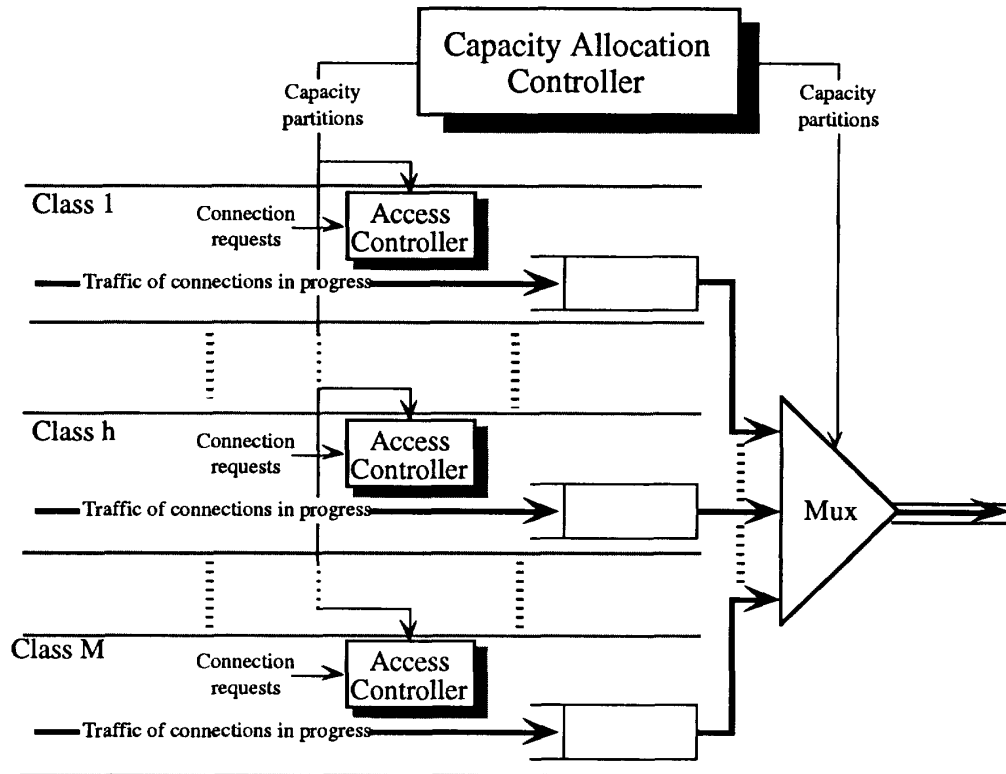 Capacity Allocation
Controller
Capacity
partitions
Capacity
partitions
Class 1
Connection
requests
Access
Controller
Traffic of connections in progress
Class h
Connection
requests
Access
Controller
Traffic of connections in progress
Mux
Class M
Connection
requests
Access
Controller
Traffic of connections in progress